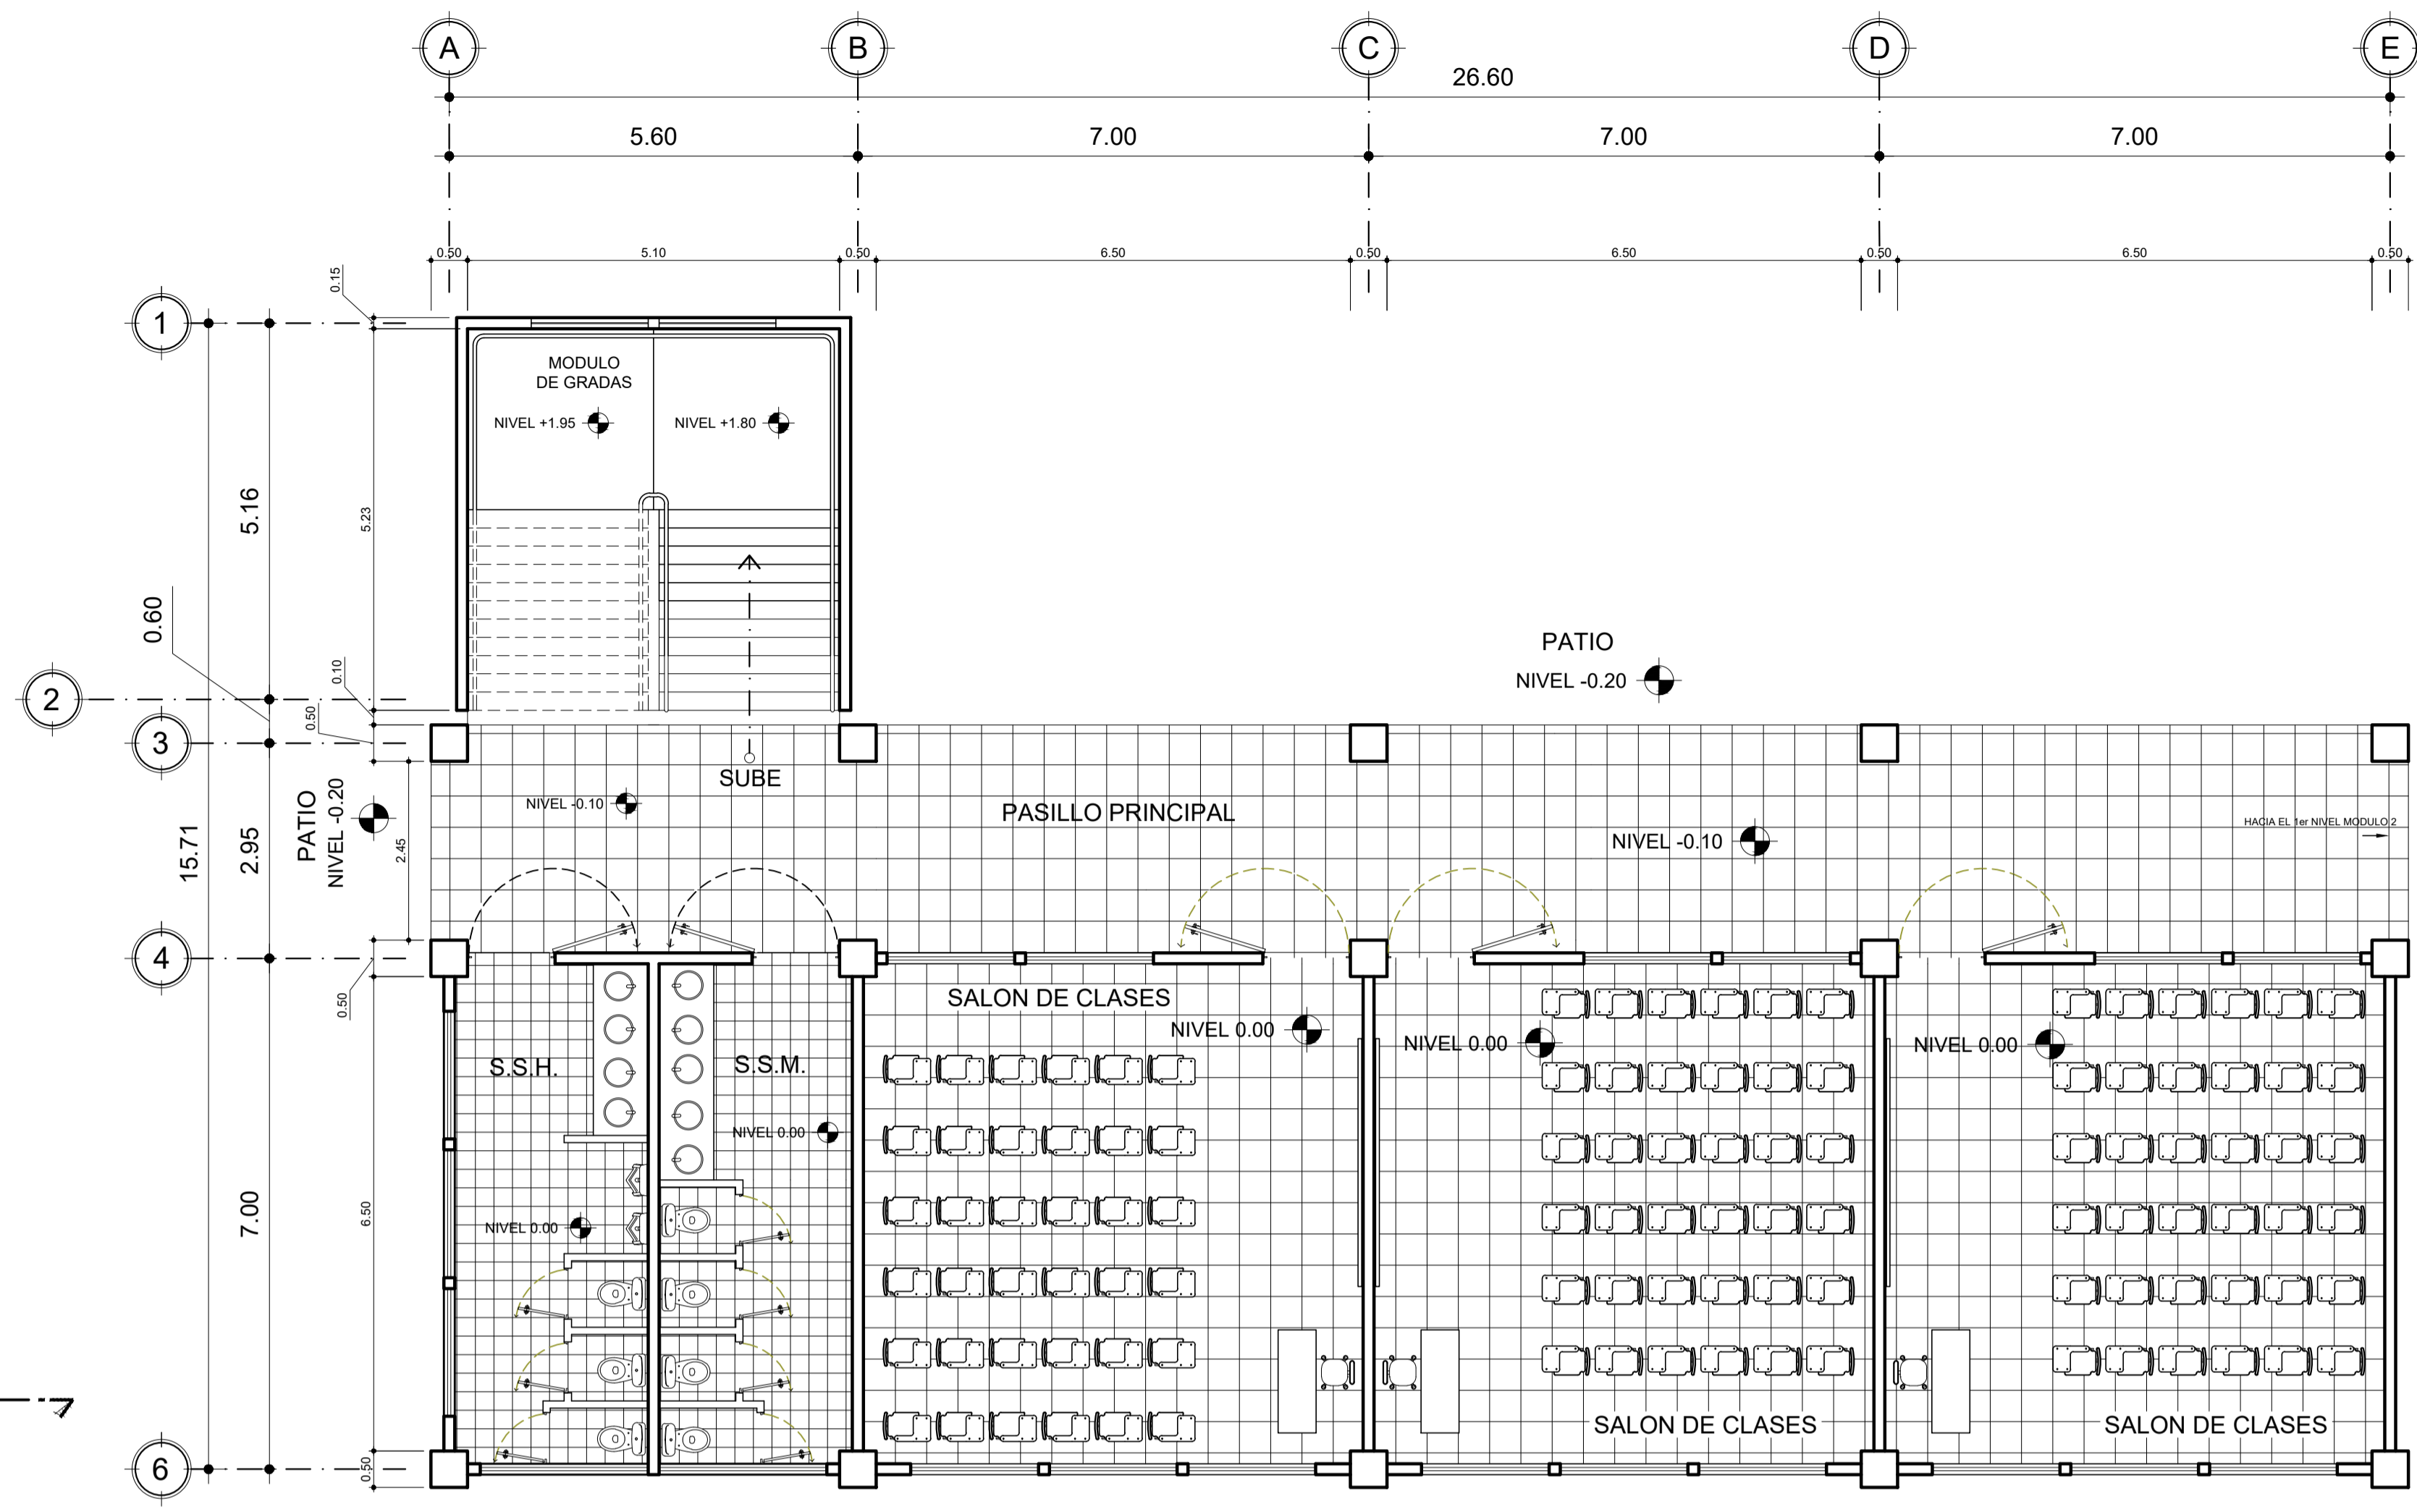 A
B
C
D
E
26.60
5.60
7.00
7.00
7.00
0.50
5.10
0.50
6.50
0.50
6.50
0.50
6.50
0.50
0.15
1
MODULO
DE GRADAS
NIVEL +1.95
NIVEL +1.80
5.16
5.23
0.60
PATIO
NIVEL -0.20
0.10
2
0.50
3
SUBE
NIVEL -0.10
PASILLO PRINCIPAL
PATIO
NIVEL -0.20
HACIA EL 1er NIVEL MODULO 2
NIVEL -0.10
15.71
2.95
2.45
4
0.50
SALON DE CLASES
NIVEL 0.00
NIVEL 0.00
NIVEL 0.00
S.S.H.
S.S.M.
NIVEL 0.00
7.00
6.50
NIVEL 0.00
SALON DE CLASES
SALON DE CLASES
6
0.50